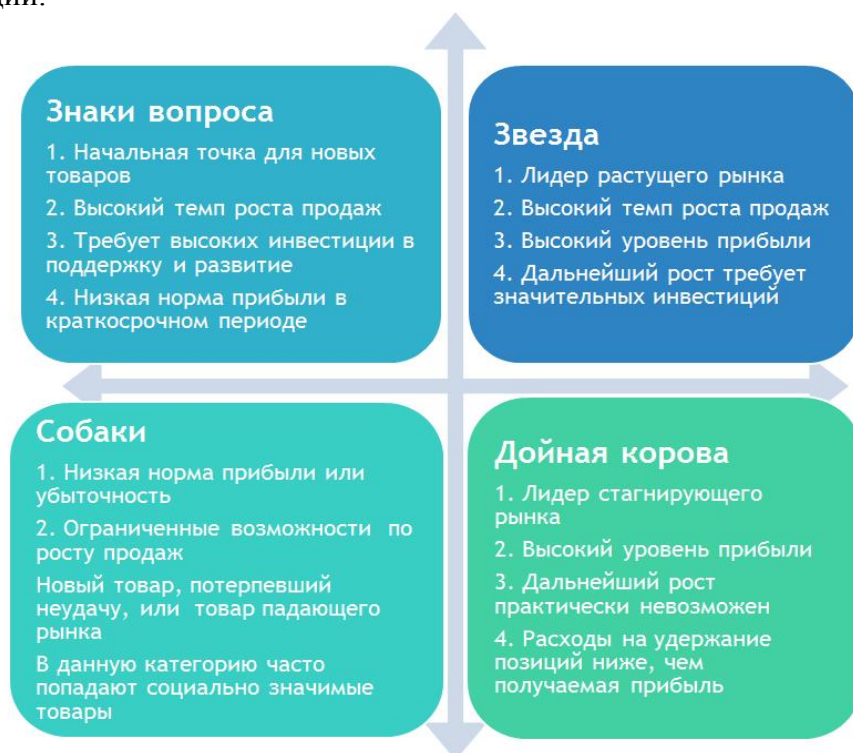 Знаки вопроса
1. Начальная точка для новых
товаров
2. Высокий темп роста продаж
3. Требует высоких инвестиции в
поддержку и развитие
4. Низкая норма прибыли в
краткосрочном периоде
Звезда
1. Лидер растущего рынка
2. Высокий темп роста продаж
3. Высокий уровень прибыли
4. Дальнейший рост требует
значительных инвестиций
Собаки
1. Низкая норма прибыли или
убыточность
2. Ограниченные возможности по
росту продаж
Новый товар, потерпевший
неудачу, или товар падающего
рынка
В данную категорию часто
попадают социально значимые
товары
Дойная корова
1. Лидер стагнирующего
рынка
2. Высокий уровень прибыли
3. Дальнейший рост
практически невозможен
4. Расходы на удержание
позиций ниже, чем
получаемая прибыль